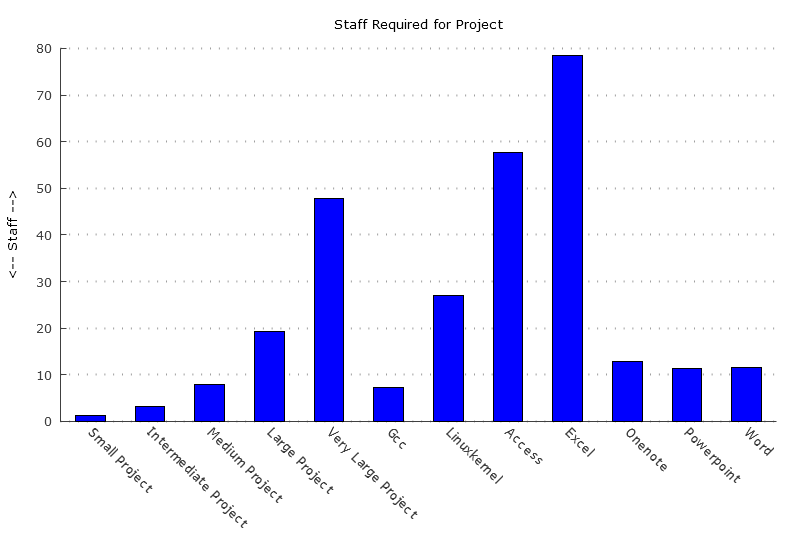 Staff Required for Project
80
70
60
50
40
30
20
10
0
<-- Staff -->
Small Project
Intermediate Project
Medium Project
Large Project
Very Large Project
Gcc
Linuxkernel
Access
Excel
Onenote
Powerpoint
Word